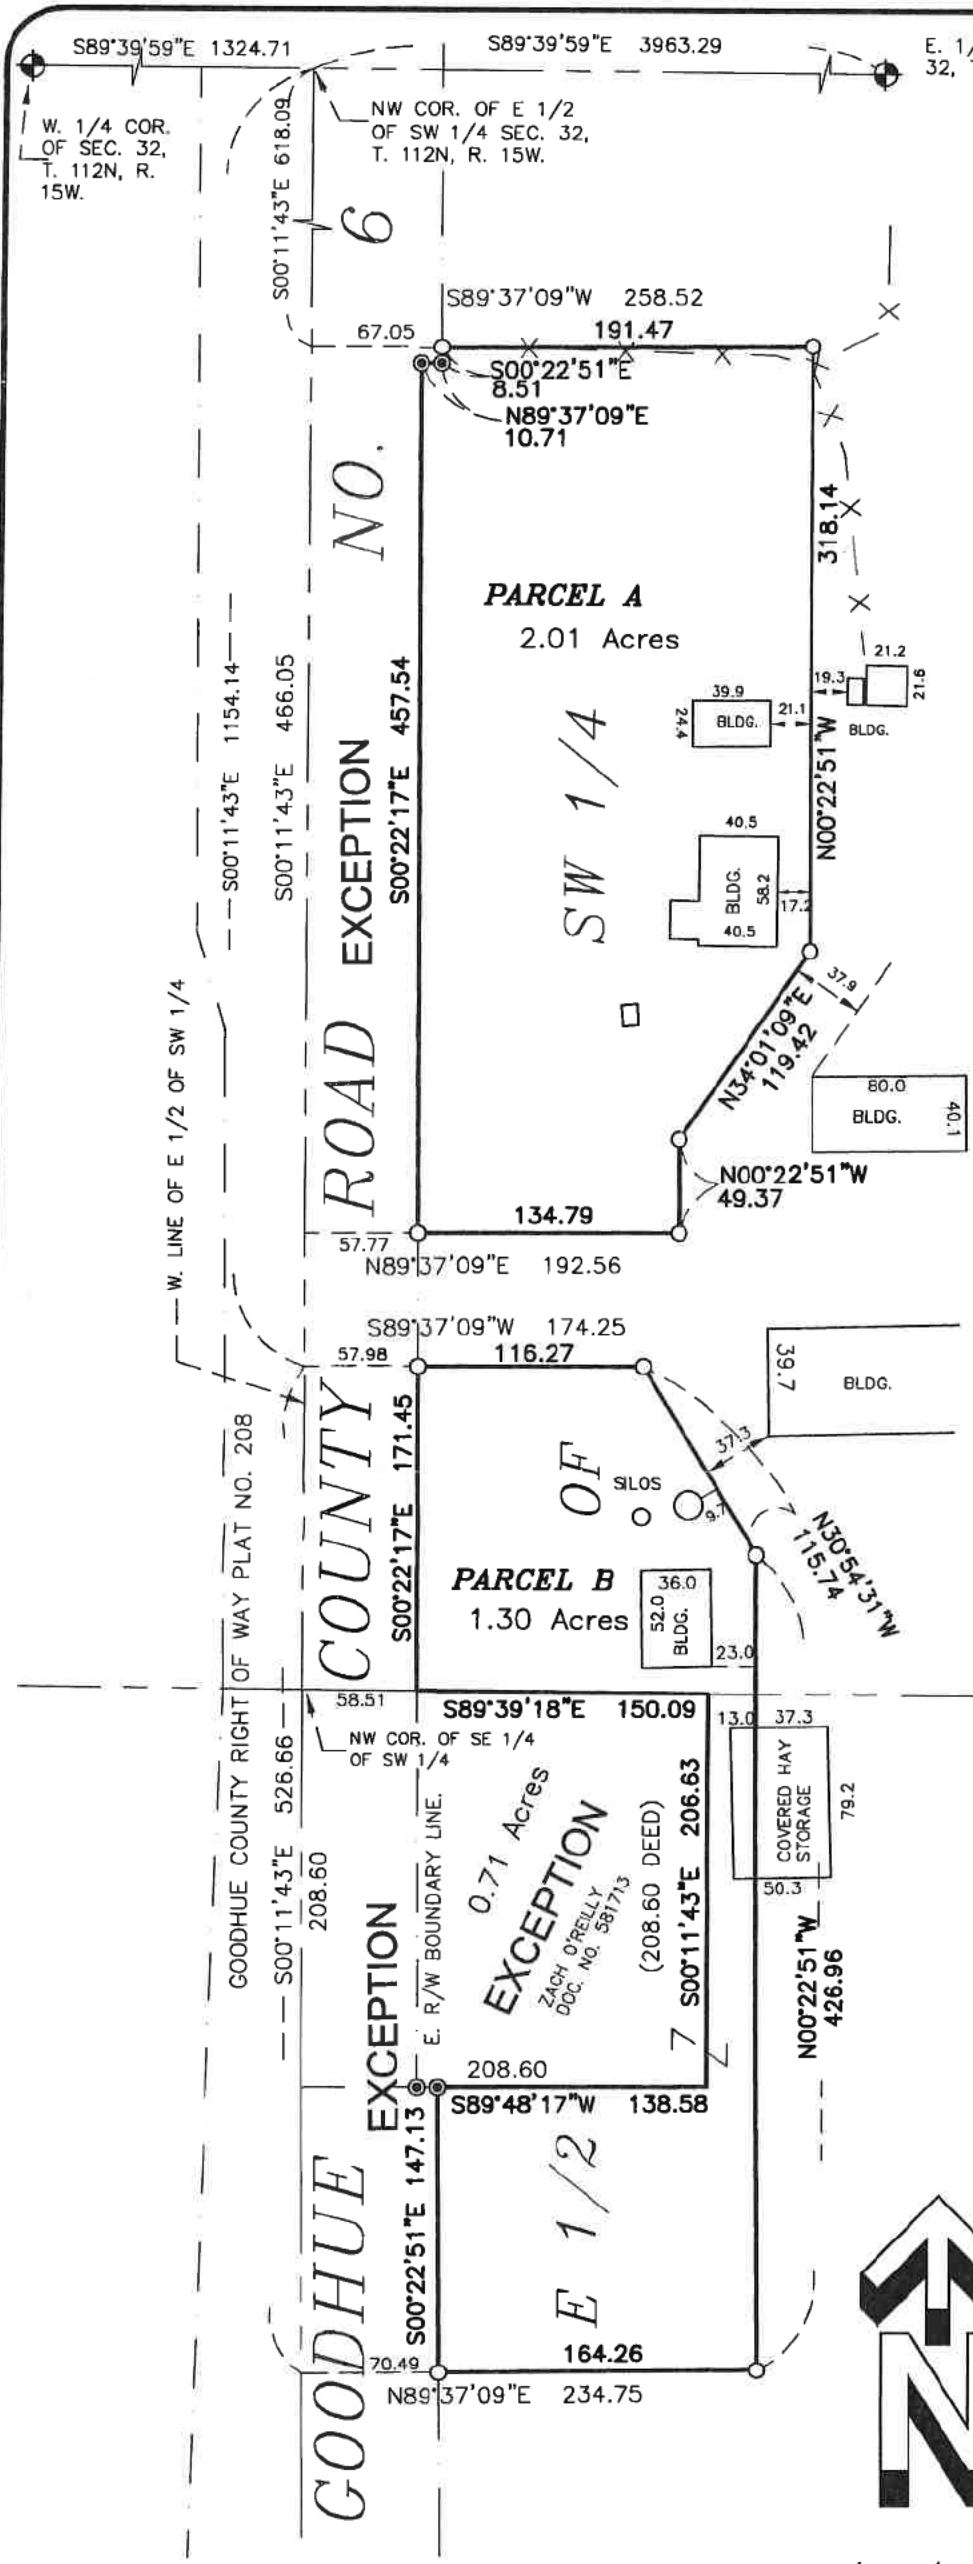 S89°39'59"E 1324.71
S89°39'59"E 3963.29
E. 1/
32,
W. 1/4 COR.
OF SEC. 32,
T. 112N, R.
15W.
NW COR. OF E 1/2
OF SW 1/4 SEC. 32,
T. 112N, R. 15W.
S00°11'43"E 618.09
S89°37'09"W 258.52
67.05
191.47
S00°22'51"E
8.51
N89°37'09"E
10.71
318.14
N00°22'51"W
PARCEL A
2.01 Acres
S00°11'43"E 1154.14
S00°11'43"E 466.05
EXCEPTION
S00°22'17"E 457.54
SW 1/4
39.9
24.4
BLDG.
21.1
19.3
21.2
21.6
BLDG.
40.5
BLDG.
58.2
40.5
17.2
37.9
N34°01'09"E
119.42
80.0
BLDG.
40.1
N00°22'51"W
49.37
134.79
57.77
N89°37'09"E 192.56
W. LINE OF E 1/2 OF SW 1/4
S89°37'09"W 174.25
57.98
116.27
39.7
BLDG.
37.3
S00°22'17"E 171.45
OF
SILOS
9.7
N30°54'31"W
115.74
PARCEL B
1.30 Acres
36.0
52.0
BLDG.
23.0
GOODHUE COUNTY RIGHT OF WAY PLAT NO. 208
58.51
S89°39'18"E 150.09
NW COR. OF SE 1/4
OF SW 1/4
13.0
37.3
COVERED HAY
STORAGE
79.2
50.3
S00°11'43"E 526.66
208.60
EXCEPTION
E. R/W BOUNDARY LINE.
0.71 Acres
EXCEPTION
ZACH O'REILLY
DOC. NO. 581713
(208.60 DEED)
S00°11'43"E 206.63
N00°22'51"W
426.96
208.60
S89°48'17"W 138.58
S00°22'51"E 147.13
E 1/2
164.26
70.49
N89°37'09"E 234.75
GOODHUE COUNTY ROAD NO. 6
N